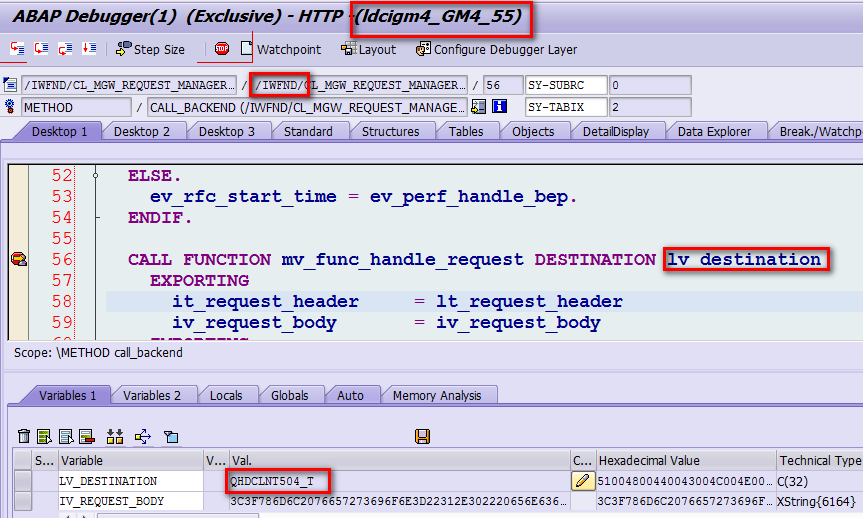 ABAP Debugger(1) (Exclusive) - HTTP -(ldcigm4_GM4_55)
Step Size Watchpoint Layout Configure Debugger Layer
/IWFND/CL_MGW_REQUEST_MANAGER... / /IWFND/CL_MGW_REQUEST_MANAGER... / 56 SY-SUBRC 0
METHOD / CALL_BACKEND (/IWFND/CL_MGW_REQUEST_MANAGE... SY-TABIX 2
Desktop 1 Desktop 2 Desktop 3 Standard Structures Tables Objects DetailDisplay Data Explorer Break./Watchpo
52 ELSE.
53 ev_rfc_start_time = ev_perf_handle_bep.
54 ENDIF.
55
56 CALL FUNCTION mv_func_handle_request DESTINATION lv_destination
57 EXPORTING
58 it_request_header = lt_request_header
59 iv_request_body = iv_request_body
Scope: \METHOD call_backend
Variables 1 Variables 2 Locals Globals Auto Memory Analysis
S... Variable V... Val. C... Hexadecimal Value Technical Type
LV_DESTINATION QHDCLNT504_T 51004800440043004C004E00... C(32)
IV_REQUEST_BODY 3C3F786D6C2076657273696F6E3D22312E302220656E636... 3C3F786D6C2076657273696F... XString{6164}